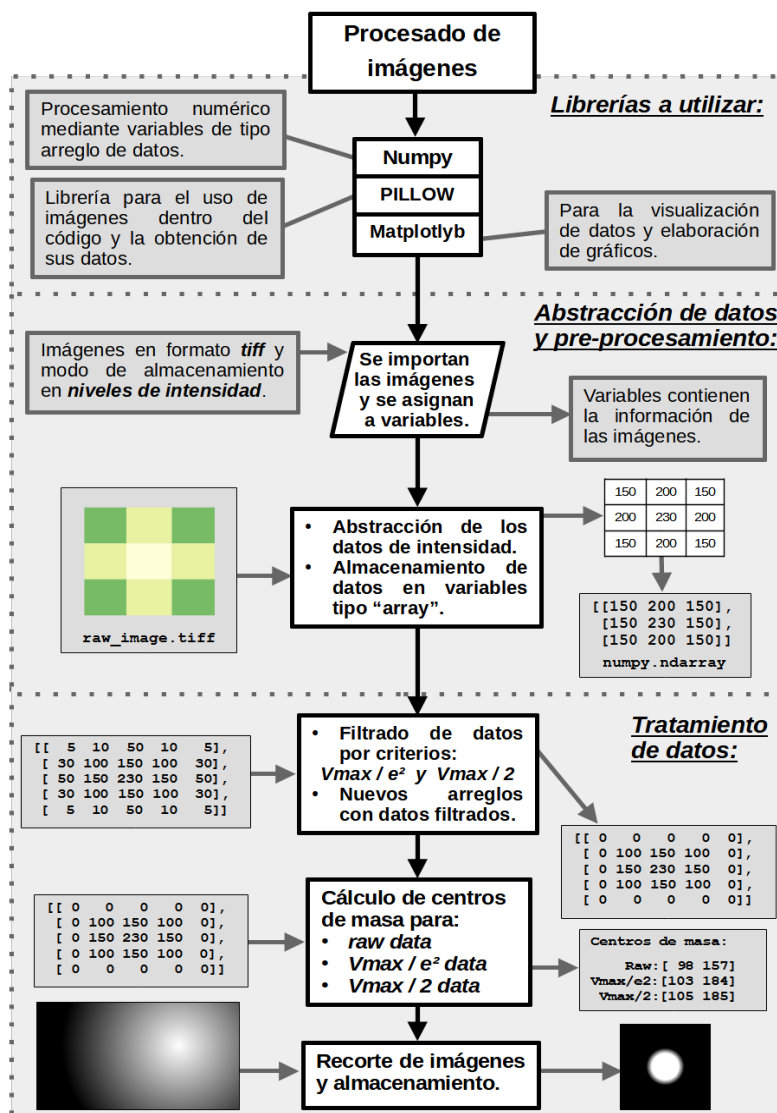 Procesado de
imágenes
Librerías a utilizar:
Procesamiento numérico
mediante variables de tipo
arreglo de datos.
Numpy
PILLOW
Matplotlyb
Librería para el uso de
imágenes dentro del
código y la obtención de
sus datos.
Para la visualización
de datos y elaboración
de gráficos.
Abstracción de datos
y pre-procesamiento:
Imágenes en formato tiff y
modo de almacenamiento
en niveles de intensidad.
Se importan
las imágenes
y se asignan
a variables.
Variables contienen
la información de
las imágenes.
raw_image.tiff
• Abstracción de los
datos de intensidad.
• Almacenamiento de
datos en variables
tipo “array”.
150 200 150
200 230 200
150 200 150
[[150 200 150],
[150 230 150],
[150 200 150]]
numpy.ndarray
Tratamiento
de datos:
[[ 5 10 50 10 5],
[ 30 100 150 100 30],
[ 50 150 230 150 50],
[ 30 100 150 100 30],
[ 5 10 50 10 5]]
• Filtrado de datos
por criterios:
Vmax / e² y Vmax / 2
• Nuevos arreglos
con datos filtrados.
[[ 0 0 0 0 0],
[ 0 100 150 100 0],
[ 0 150 230 150 0],
[ 0 100 150 100 0],
[ 0 0 0 0 0]]
[[ 0 0 0 0 0],
[ 0 100 150 100 0],
[ 0 150 230 150 0],
[ 0 100 150 100 0],
[ 0 0 0 0 0]]
Cálculo de centros
de masa para:
• raw data
• Vmax / e² data
• Vmax / 2 data
Centros de masa:
Raw:[ 98 157]
Vmax/e2:[103 184]
Vmax/2:[105 185]
Recorte de imágenes
y almacenamiento.